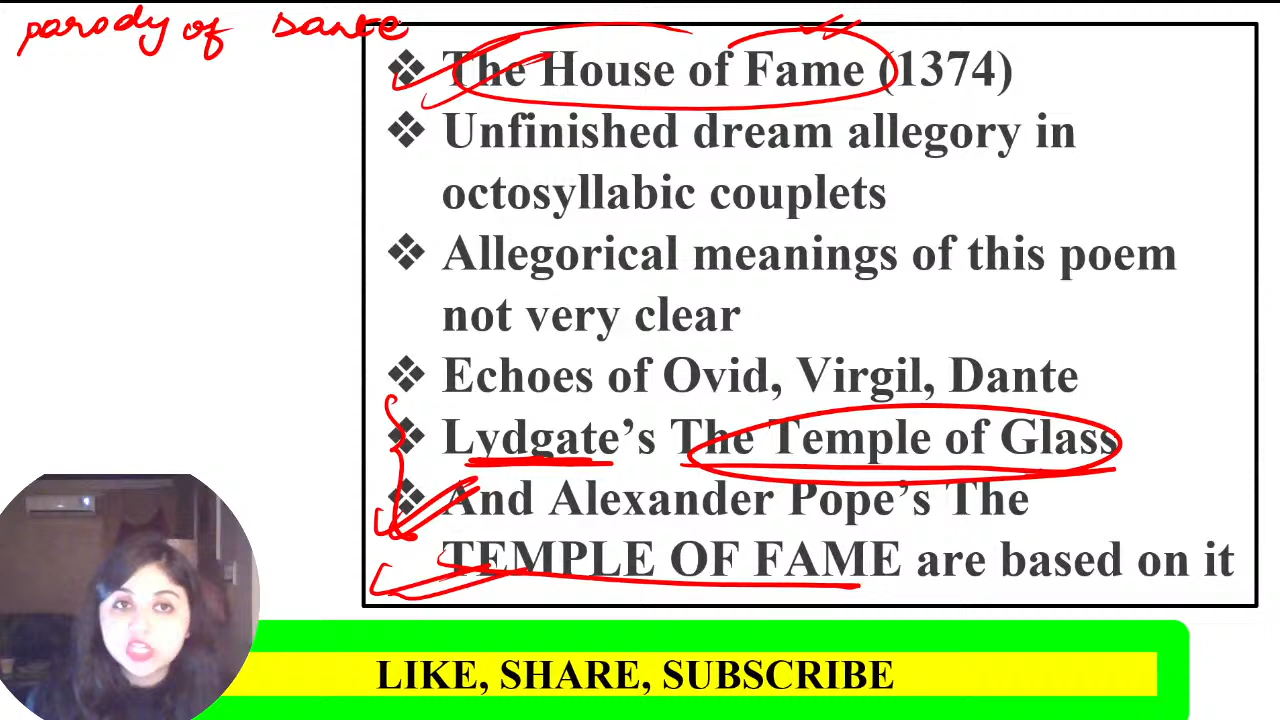 parody of Dante
❖ The House of Fame (1374)
❖ Unfinished dream allegory in
octosyllabic couplets
❖ Allegorical meanings of this poem
not very clear
❖ Echoes of Ovid, Virgil, Dante
❖ Lydgate’s The Temple of Glass
❖ And Alexander Pope’s The
TEMPLE OF FAME are based on it
LIKE, SHARE, SUBSCRIBE